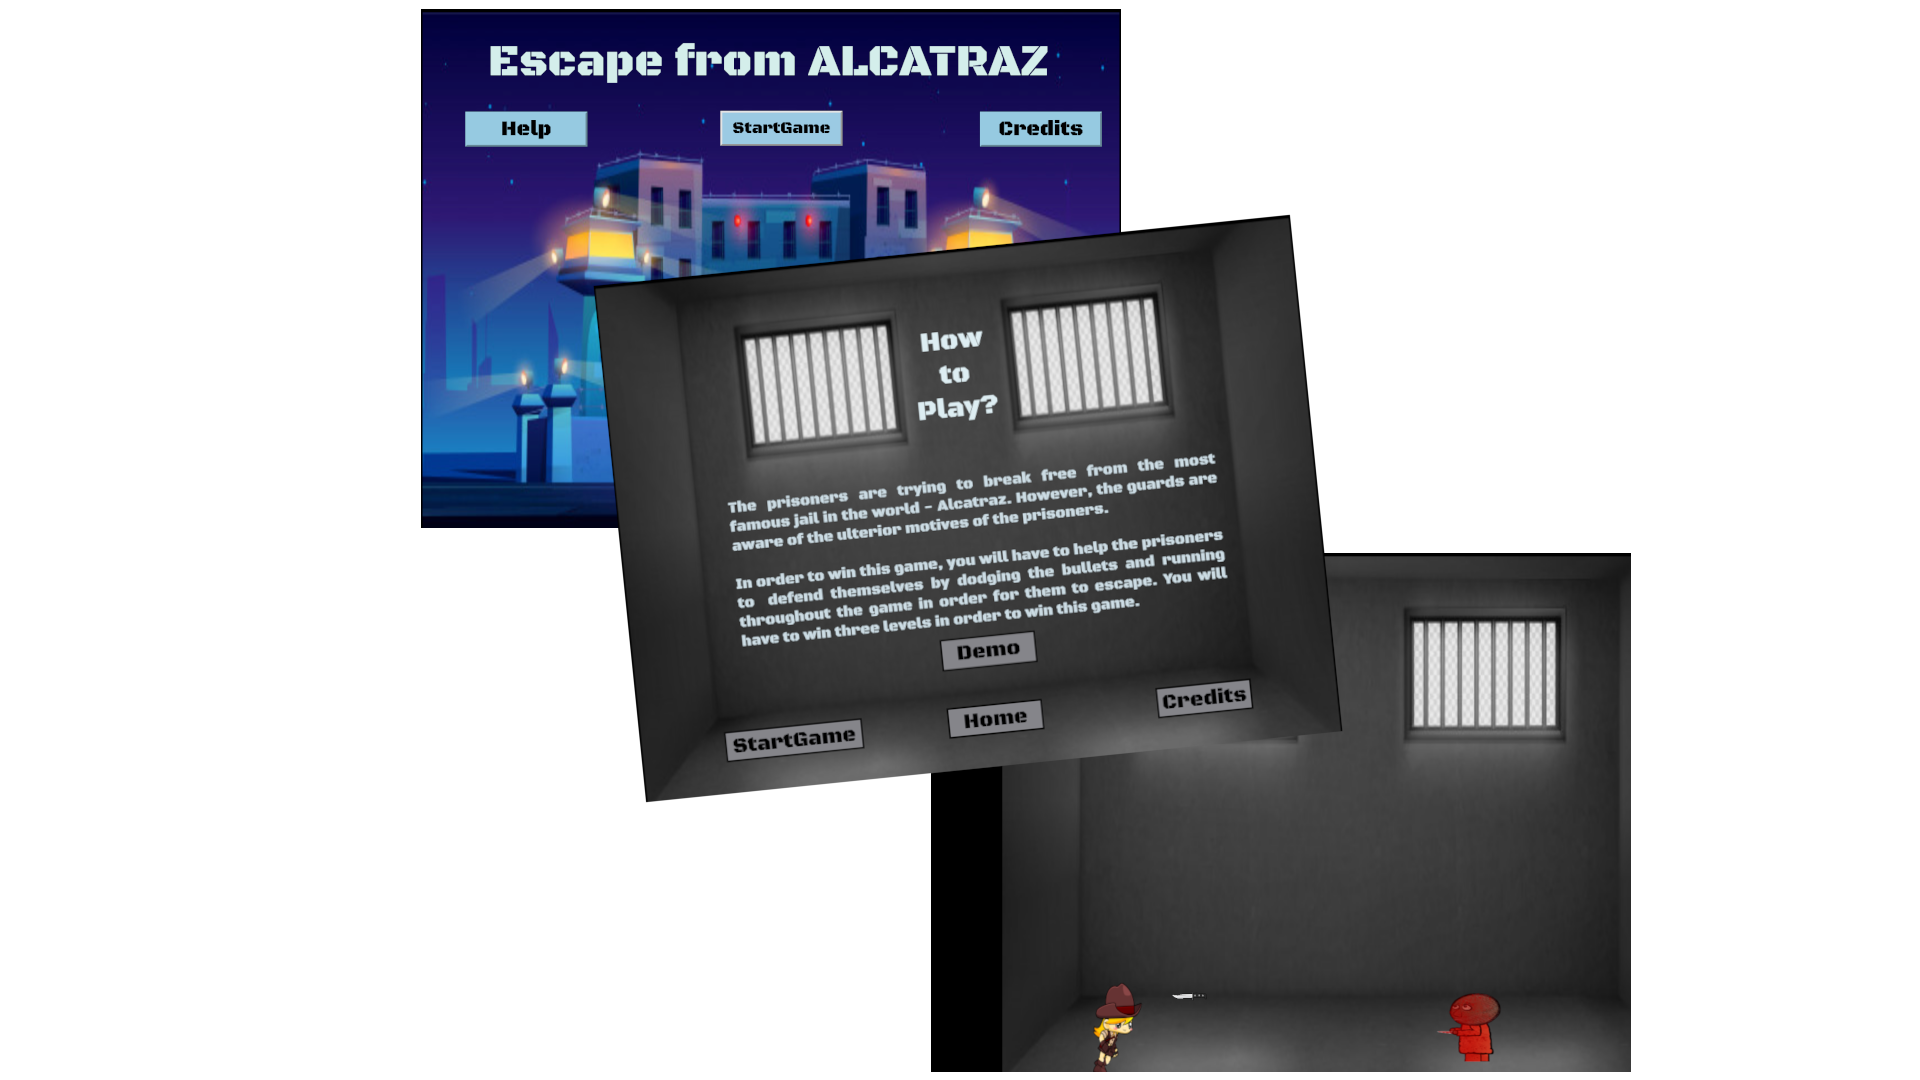 Escape from ALCATRAZ
Help
StartGame
Credits
How
to
play?
The prisoners are trying to break free from the most
famous jail in the world - Alcatraz. However, the guards are
aware of the ulterior motives of the prisoners.
In order to win this game, you will have to help the prisoners
to defend themselves by dodging the bullets and running
throughout the game in order for them to escape. You will
have to win three levels in order to win this game.
Demo
StartGame
Home
Credits